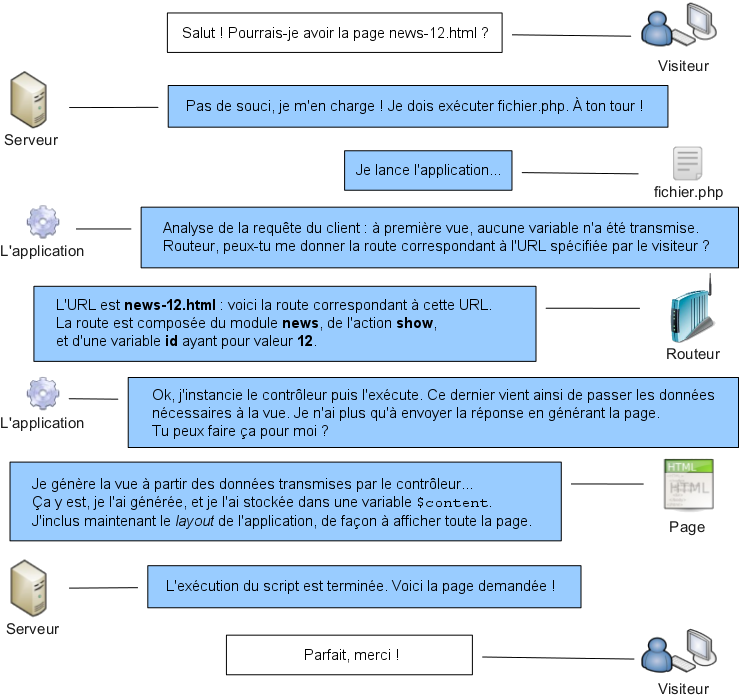 Salut ! Pourrais-je avoir la page news-12.html ?
Visiteur
Pas de souci, je m'en charge ! Je dois exécuter fichier.php. À ton tour !
Serveur
Je lance l'application...
fichier.php
Analyse de la requête du client : à première vue, aucune variable n'a été transmise.
Routeur, peux-tu me donner la route correspondant à l'URL spécifiée par le visiteur ?
L'application
L'URL est news-12.html : voici la route correspondant à cette URL.
La route est composée du module news, de l'action show,
et d'une variable id ayant pour valeur 12.
Routeur
Ok, j'instancie le contrôleur puis l'exécute. Ce dernier vient ainsi de passer les données
nécessaires à la vue. Je n'ai plus qu'à envoyer la réponse en générant la page.
Tu peux faire ça pour moi ?
L'application
HTML
HTML
Je génère la vue à partir des données transmises par le contrôleur...
Ça y est, je l'ai générée, et je l'ai stockée dans une variable $content.
J'inclus maintenant le layout de l'application, de façon à afficher toute la page.
Page
L'exécution du script est terminée. Voici la page demandée !
Serveur
Parfait, merci !
Visiteur